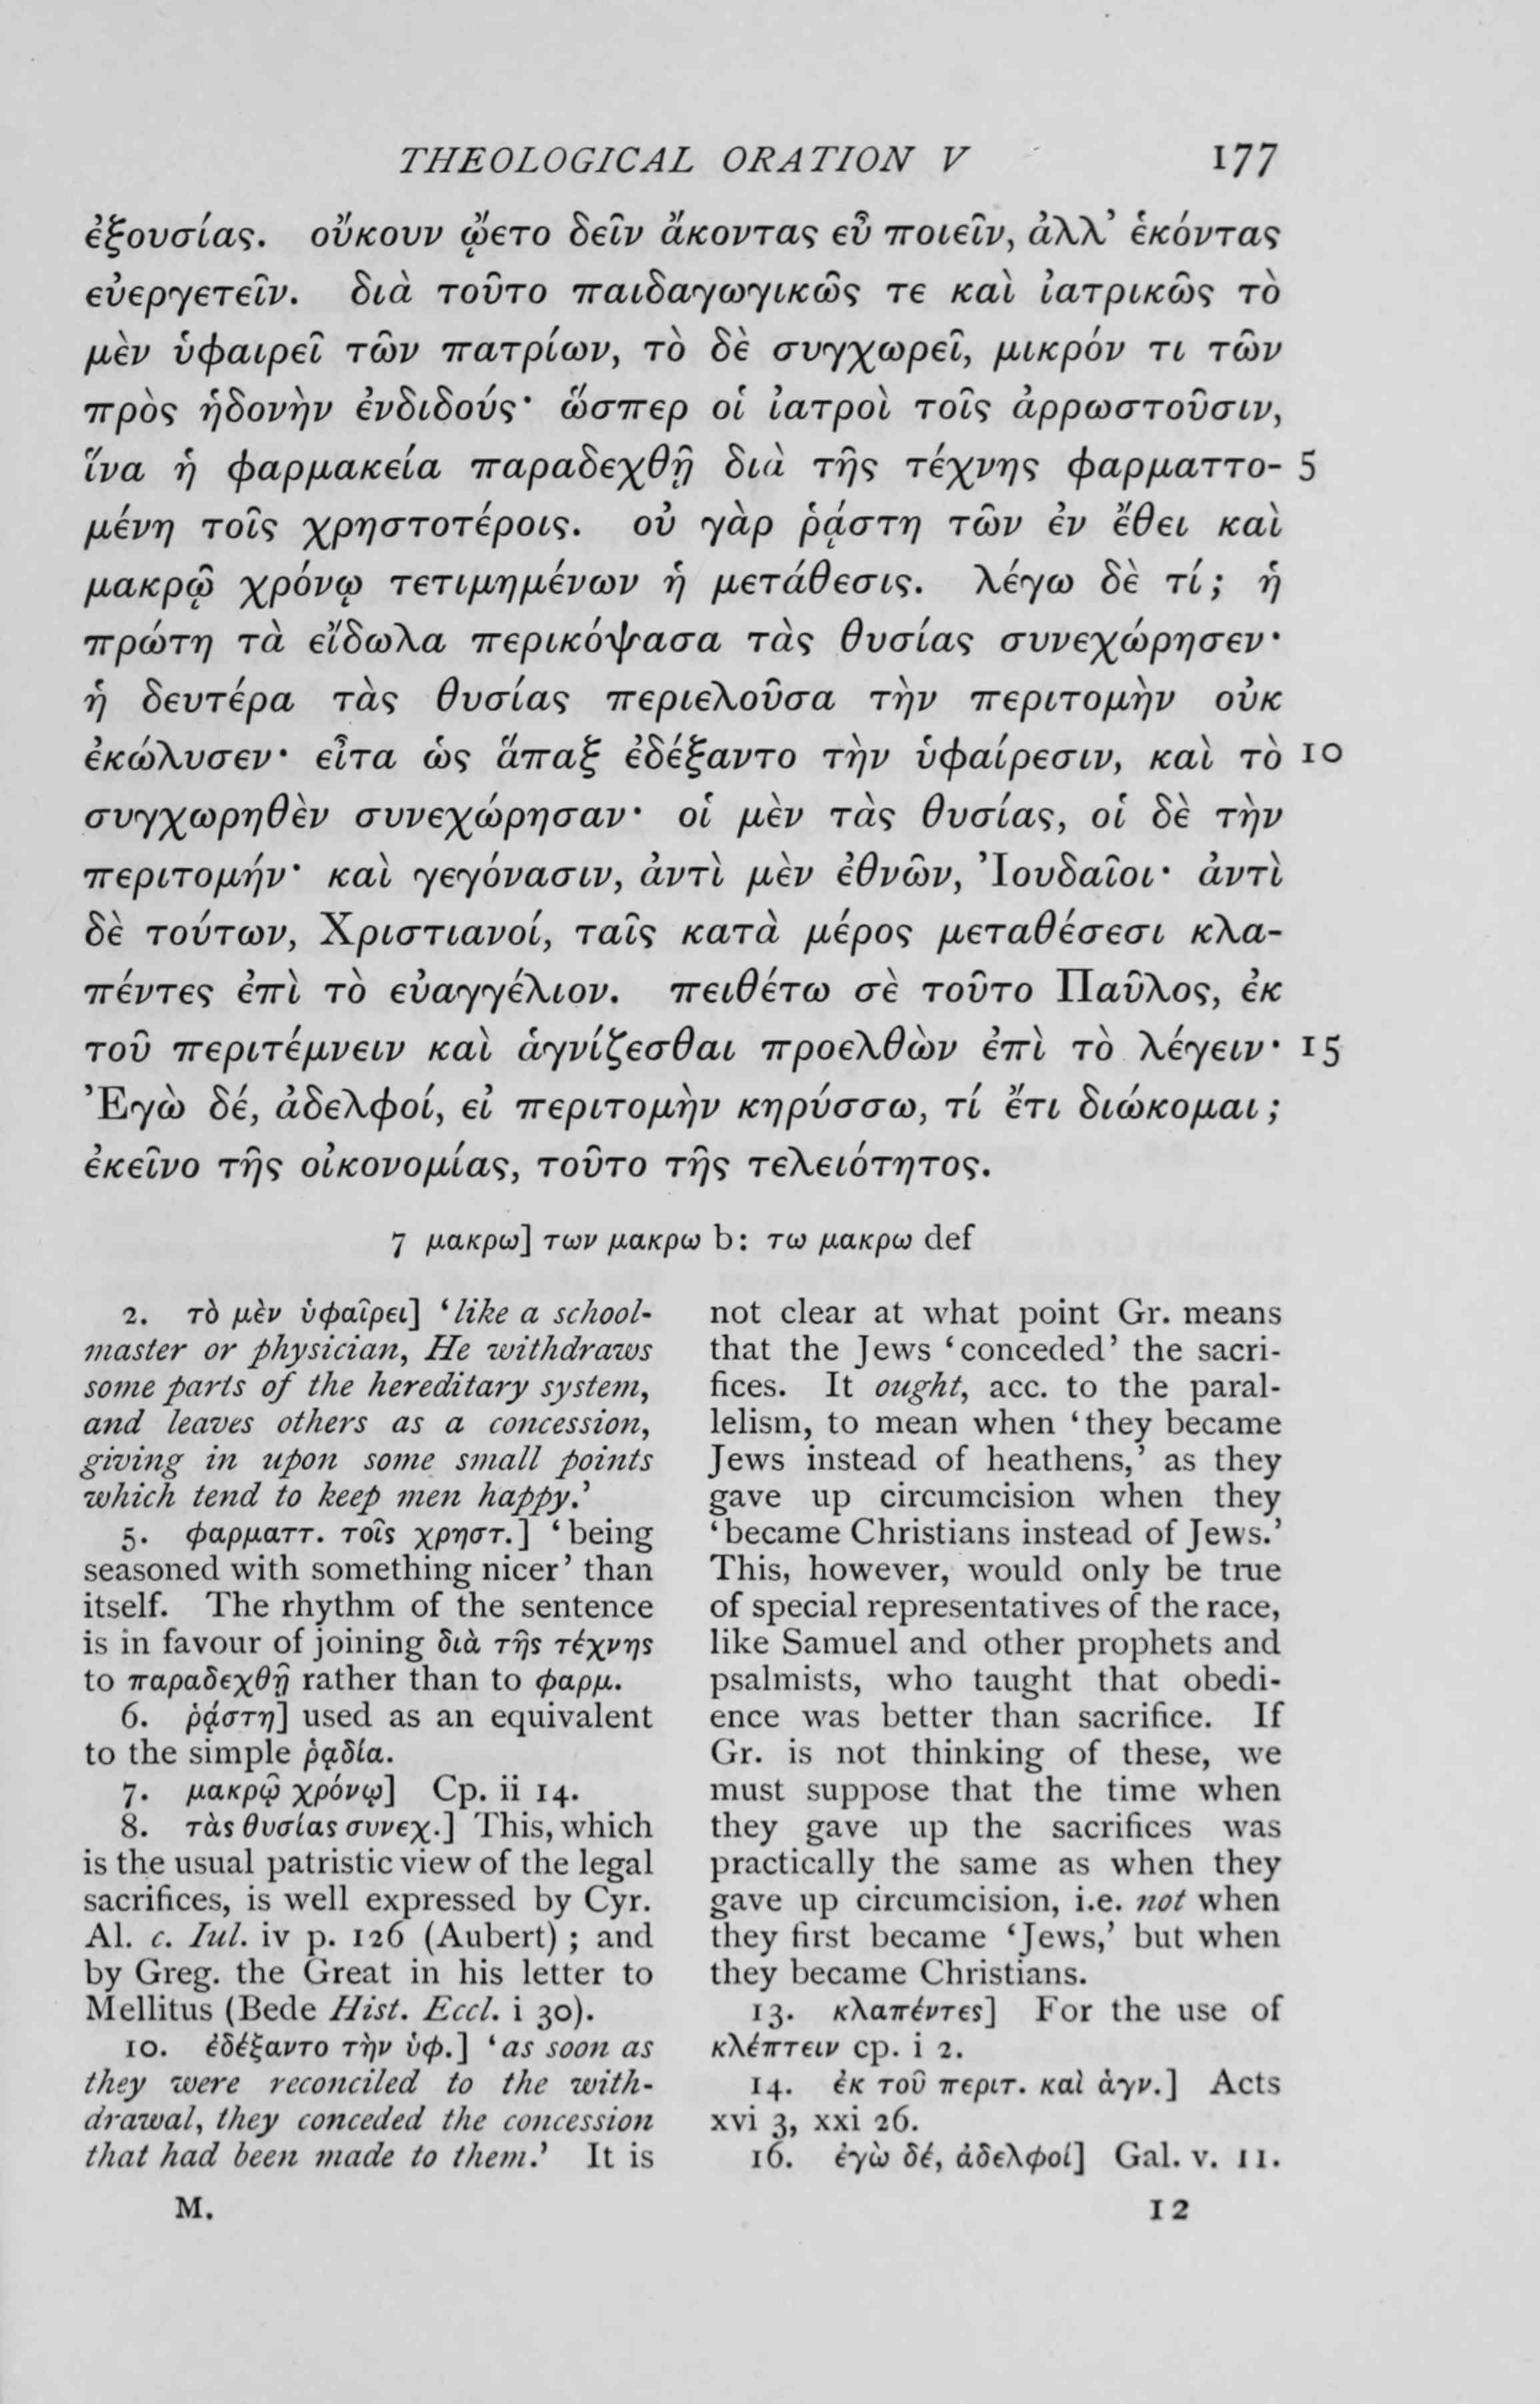 THEOLOGICAL ORATION V 177
ἐξουσίας. οὔκουν ᾤετο δεῖν ἄκοντας εὖ ποιεῖν, ἀλλ’ ἑκόντας
εὐεργετεῖν. διὰ τοῦτο παιδαγωγικῶς τε καὶ ἰατρικῶς τὸ
μὲν ὑφαιρεῖ τῶν πατρίων, τὸ δὲ συγχωρεῖ, μικρόν τι τῶν
πρὸς ἡδονὴν ἐνδιδούς· ὥσπερ οἱ ἰατροὶ τοῖς ἀρρωστοῦσιν,
ἵνα ἡ φαρμακεία παραδεχθῇ διὰ τῆς τέχνης φαρματτο- 5
μένη τοῖς χρηστοτέροις. οὐ γὰρ ῥᾴστη τῶν ἐν ἔθει καὶ
μακρῷ χρόνῳ τετιμημένων ἡ μετάθεσις. λέγω δὲ τί; ἡ
πρώτη τὰ εἴδωλα περικόψασα τὰς θυσίας συνεχώρησεν·
ἡ δευτέρα τὰς θυσίας περιελοῦσα τὴν περιτομὴν οὐκ
ἐκώλυσεν· εἶτα ὡς ἅπαξ ἐδέξαντο τὴν ὑφαίρεσιν, καὶ τὸ 10
συγχωρηθὲν συνεχώρησαν· οἱ μὲν τὰς θυσίας, οἱ δὲ τὴν
περιτομήν· καὶ γεγόνασιν, ἀντὶ μὲν ἐθνῶν, Ἰουδαῖοι· ἀντὶ
δὲ τούτων, Χριστιανοί, ταῖς κατὰ μέρος μεταθέσεσι κλα-
πέντες ἐπὶ τὸ εὐαγγέλιον. πειθέτω σὲ τοῦτο Παῦλος, ἐκ
τοῦ περιτέμνειν καὶ ἁγνίζεσθαι προελθὼν ἐπὶ τὸ λέγειν· 15
Ἐγὼ δέ, ἀδελφοί, εἰ περιτομὴν κηρύσσω, τί ἔτι διώκομαι;
ἐκεῖνο τῆς οἰκονομίας, τοῦτο τῆς τελειότητος.
7 μακρω] των μακρω b: τω μακρω def
2. τὸ μὲν ὑφαῖρει] ‘like a school-
master or physician, He withdraws
some parts of the hereditary system,
and leaves others as a concession,
giving in upon some small points
which tend to keep men happy.’
5. φαρματτ. τοῖς χρηστ.] ‘being
seasoned with something nicer’ than
itself. The rhythm of the sentence
is in favour of joining διὰ τῆς τέχνης
to παραδεχθῇ rather than to φαρμ.
6. ῥᾴστη] used as an equivalent
to the simple ῥᾳδία.
7. μακρῷ χρόνῳ] Cp. ii 14.
8. τὰς θυσίας συνεχ.] This, which
is the usual patristic view of the legal
sacrifices, is well expressed by Cyr.
Al. c. Iul. iv p. 126 (Aubert); and
by Greg. the Great in his letter to
Mellitus (Bede Hist. Eccl. i 30).
10. ἐδέξαντο τὴν ὑφ.] ‘as soon as
they were reconciled to the with-
drawal, they conceded the concession
that had been made to them.’ It is
not clear at what point Gr. means
that the Jews ‘conceded’ the sacri-
fices. It ought, acc. to the paral-
lelism, to mean when ‘they became
Jews instead of heathens,’ as they
gave up circumcision when they
‘became Christians instead of Jews.’
This, however, would only be true
of special representatives of the race,
like Samuel and other prophets and
psalmists, who taught that obedi-
ence was better than sacrifice. If
Gr. is not thinking of these, we
must suppose that the time when
they gave up the sacrifices was
practically the same as when they
gave up circumcision, i.e. not when
they first became ‘Jews,’ but when
they became Christians.
13. κλαπέντες] For the use of
κλέπτειν cp. i 2.
14. ἐκ τοῦ περιτ. καὶ ἁγν.] Acts
xvi 3, xxi 26.
16. ἐγὼ δέ, ἀδελφοί] Gal. v. 11.
M. 12